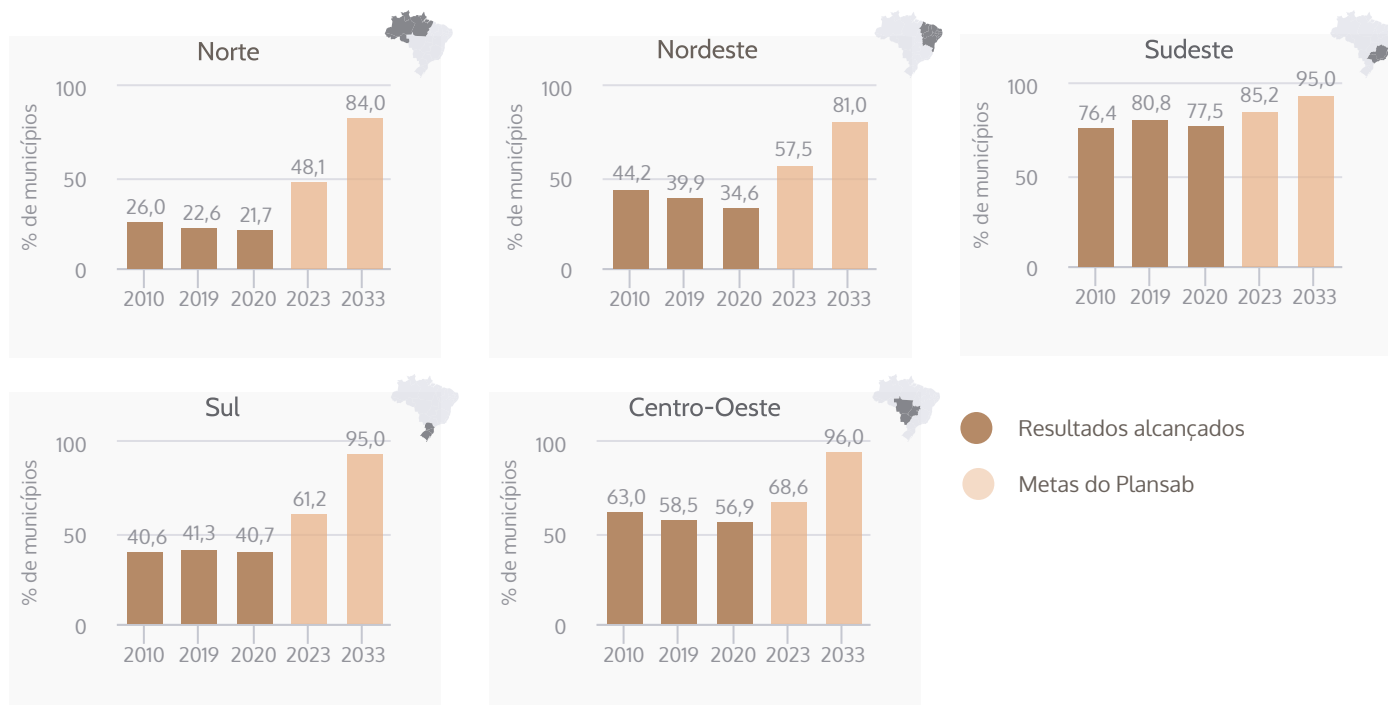 Norte
% de municípios
100
50
0
26,0
22,6
21,7
48,1
84,0
2010 2019 2020 2023 2033
Nordeste
% de municípios
100
50
0
44,2
39,9
34,6
57,5
81,0
2010 2019 2020 2023 2033
Sudeste
% de municípios
100
50
0
76,4
80,8
77,5
85,2
95,0
2010 2019 2020 2023 2033
Sul
% de municípios
100
50
0
40,6
41,3
40,7
61,2
95,0
2010 2019 2020 2023 2033
Centro-Oeste
% de municípios
100
50
0
63,0
58,5
56,9
68,6
96,0
2010 2019 2020 2023 2033
Resultados alcançados
Metas do Plansab